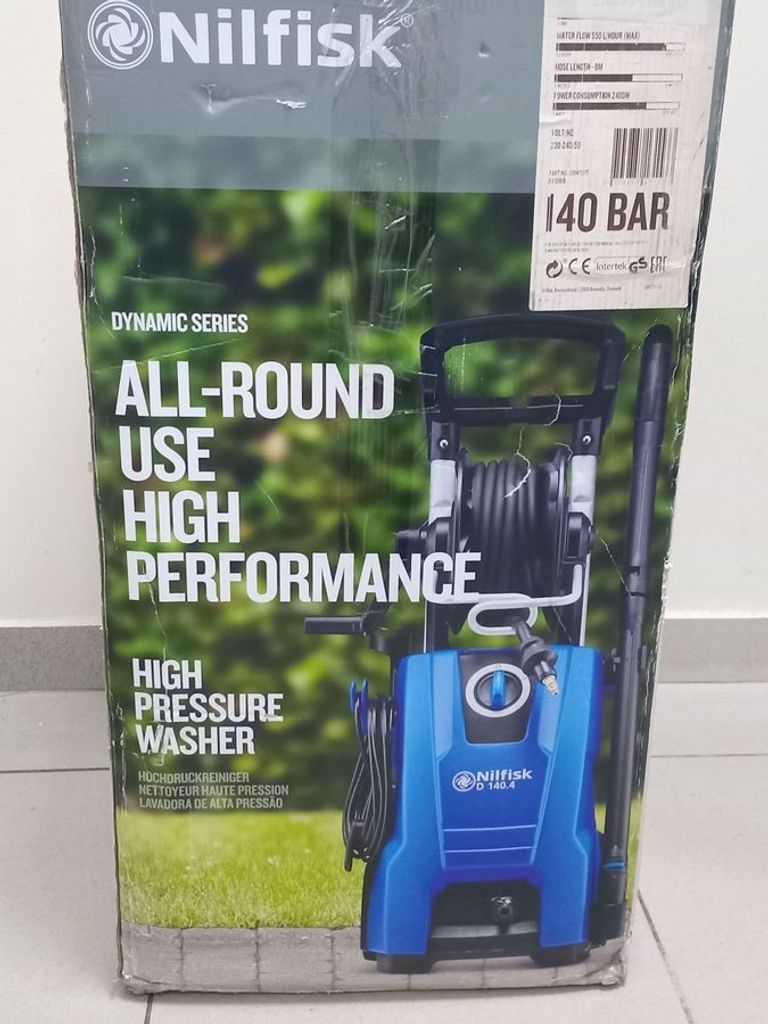 Nilfisk®
WATER FLOW 550 L/HOUR (MAX)
HOSE LENGTH - 9M
POWER CONSUMPTION 2400W
VOLT/HZ
230-240/50
140 BAR
CE Intertek GS EAC
DYNAMIC SERIES
ALL-ROUND
USE
HIGH
PERFORMANCE
HIGH
PRESSURE
WASHER
HOCHDRUCKREINIGER
NETTOYEUR HAUTE PRESSION
LAVADORA DE ALTA PRESSÃO
Nilfisk
D 140.4